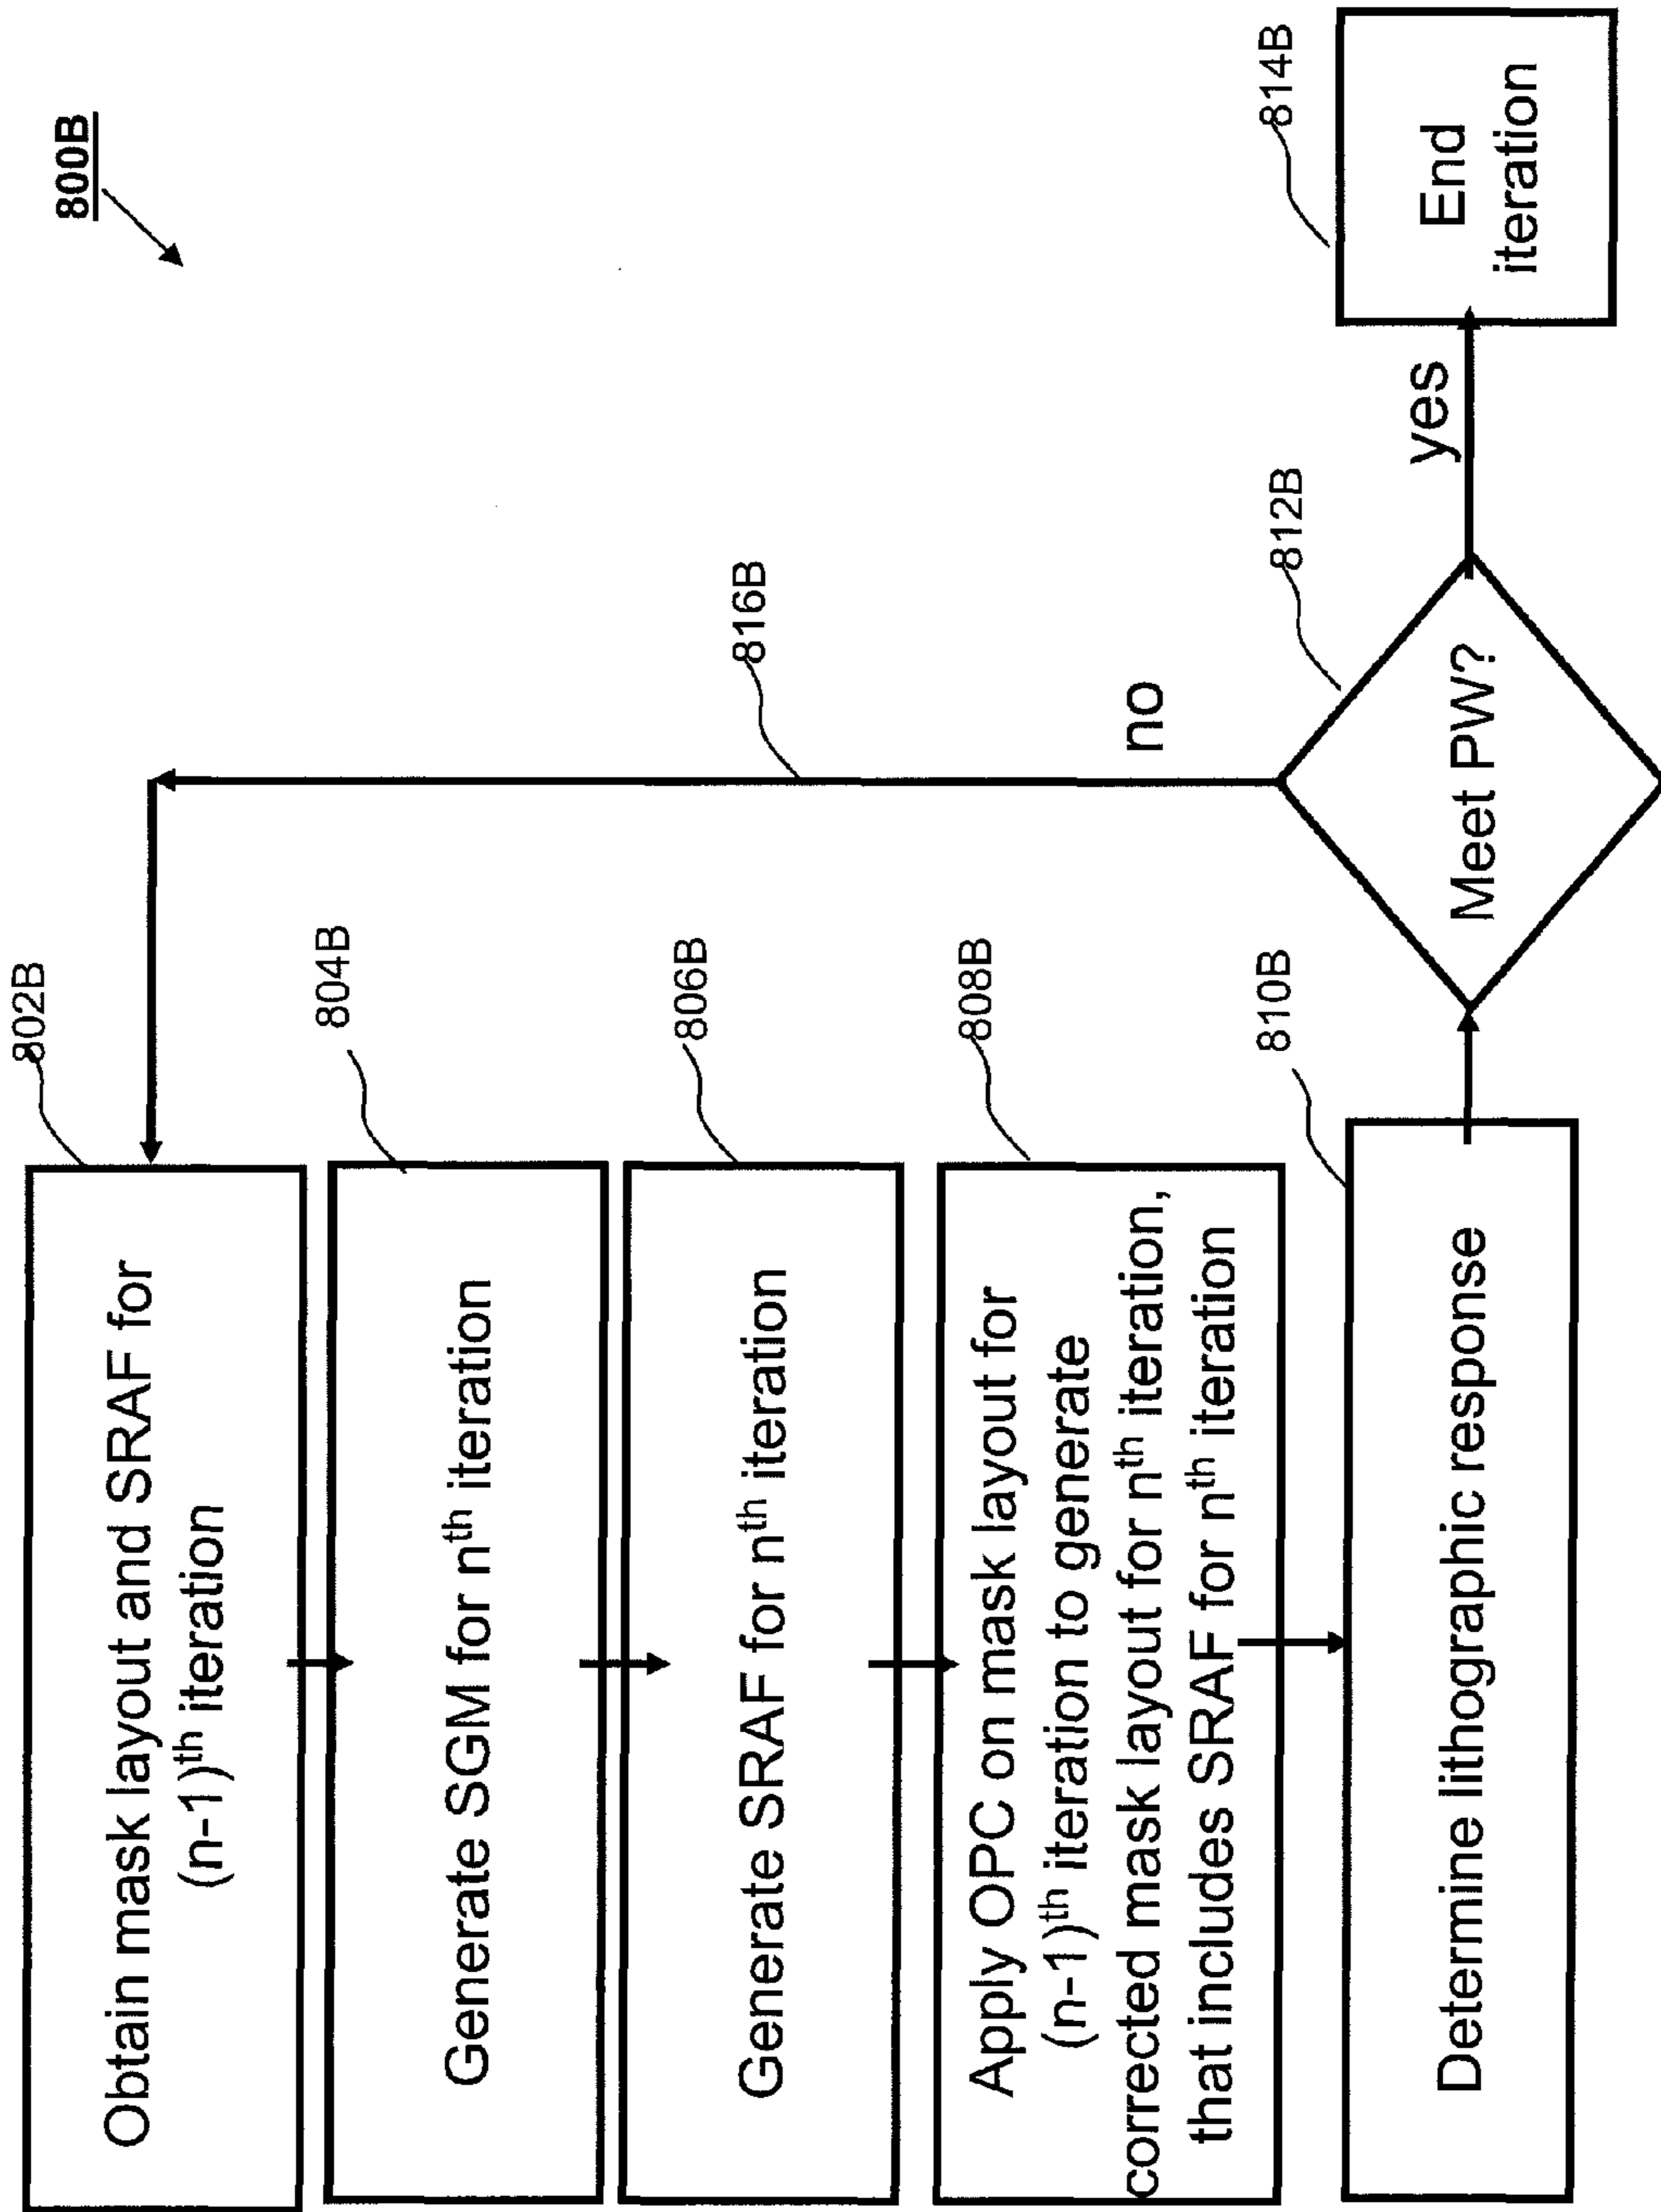 800B
802B
Obtain mask layout and SRAF for
(n-1)th iteration
804B
Generate SGM for nth iteration
806B
Generate SRAF for nth iteration
808B
Apply OPC on mask layout for
(n-1)th iteration to generate
corrected mask layout for nth iteration,
that includes SRAF for nth iteration
810B
Determine lithographic response
812B
Meet PW?
no
816B
yes
814B
End
iteration